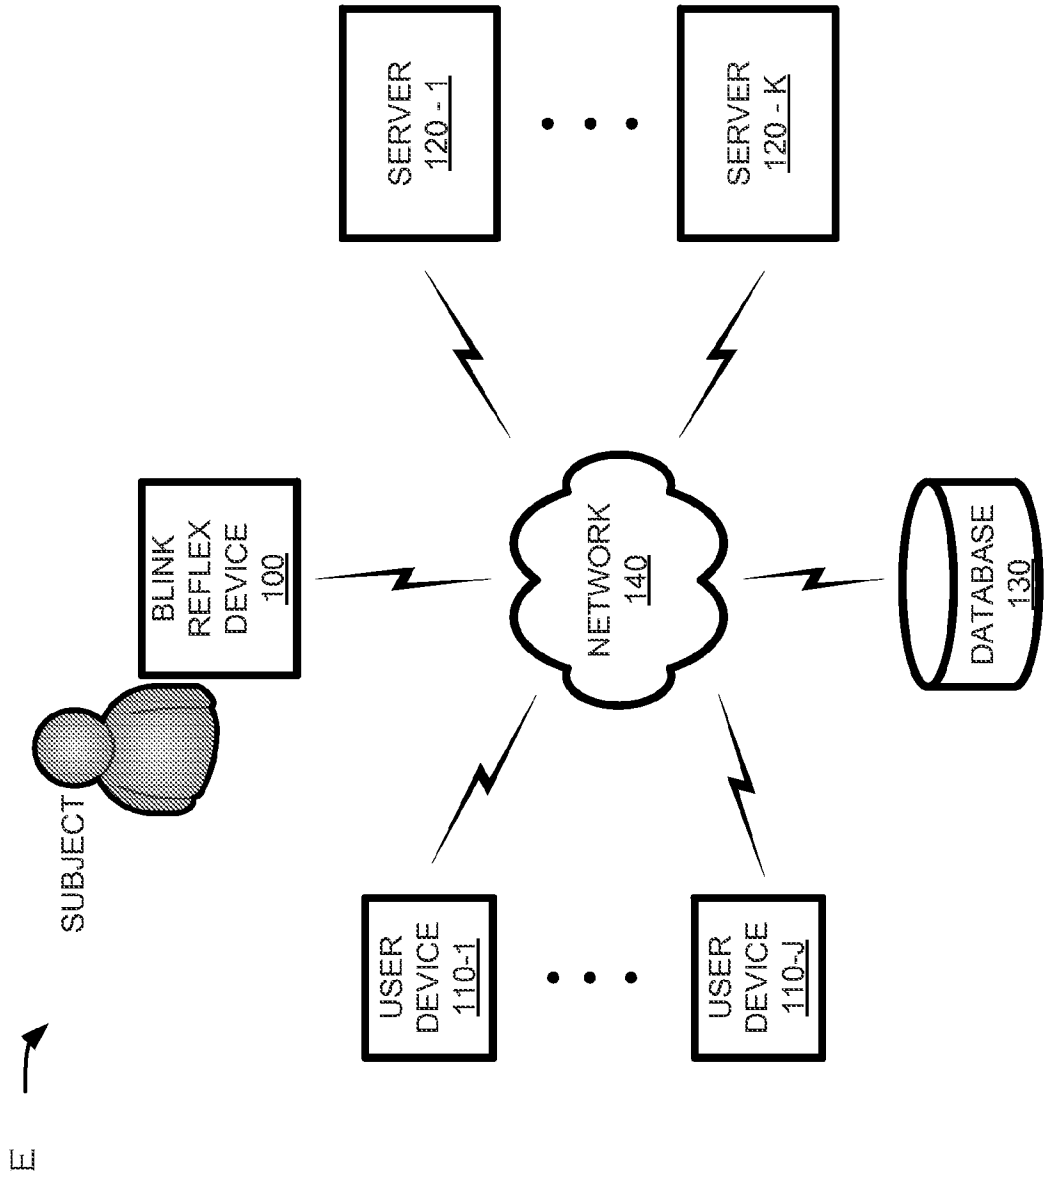 E
SUBJECT
BLINK
REFLEX
DEVICE
100
USER
DEVICE
110-1
USER
DEVICE
110-J
NETWORK
140
SERVER
120 - 1
SERVER
120 - K
DATABASE
130